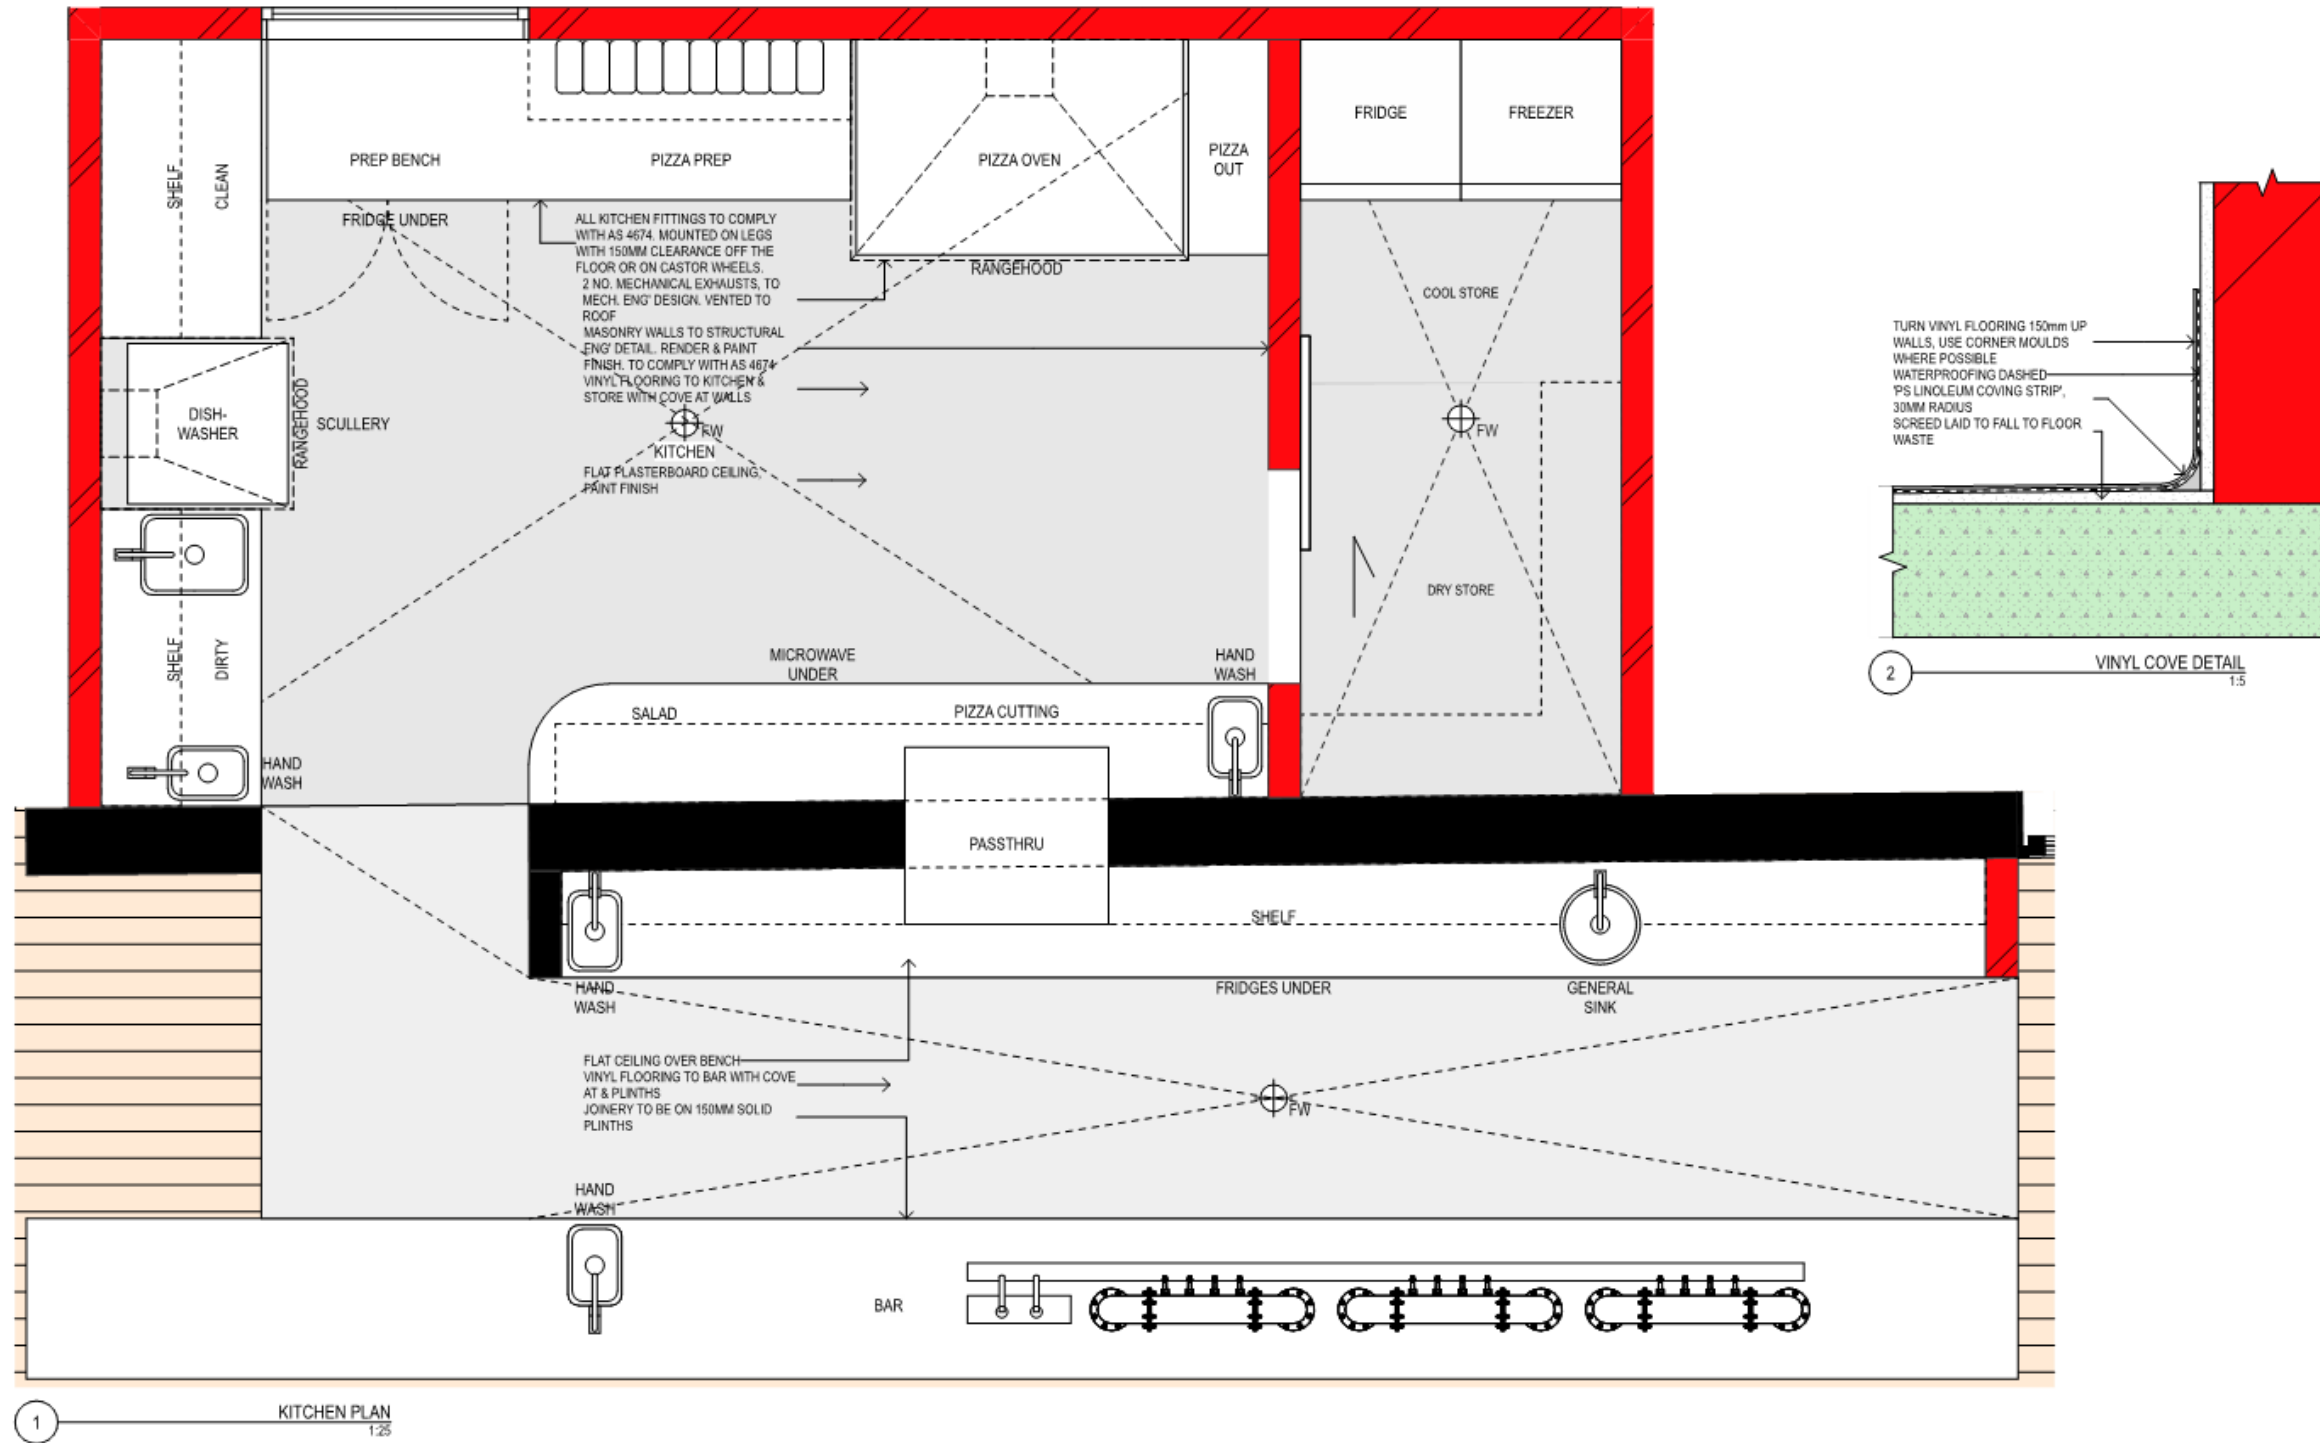 FRIDGE
FREEZER
PREP BENCH
PIZZA PREP
PIZZA OVEN
PIZZA
OUT
SHELF
CLEAN
FRIDGE UNDER
ALL KITCHEN FITTINGS TO COMPLY
WITH AS 4674. MOUNTED ON LEGS
WITH 150MM CLEARANCE OFF THE
FLOOR OR ON CASTOR WHEELS.
2 NO. MECHANICAL EXHAUSTS, TO
MECH. ENG' DESIGN. VENTED TO
ROOF
MASONRY WALLS TO STRUCTURAL
ENG' DETAIL. RENDER & PAINT
FINISH. TO COMPLY WITH AS 4674
VINYL FLOORING TO KITCHEN &
STORE WITH COVE AT WALLS
RANGEHOOD
COOL STORE
DISH-
WASHER
RANGEHOOD
SCULLERY
FW
KITCHEN
FLAT PLASTERBOARD CEILING,
PAINT FINISH
FW
DRY STORE
SHELF
DIRTY
MICROWAVE
UNDER
HAND
WASH
SALAD
PIZZA CUTTING
HAND
WASH
PASSTHRU
SHELF
HAND
WASH
FRIDGES UNDER
GENERAL
SINK
FLAT CEILING OVER BENCH
VINYL FLOORING TO BAR WITH COVE
AT & PLINTHS
JOINERY TO BE ON 150MM SOLID
PLINTHS
FW
HAND
WASH
BAR
1
KITCHEN PLAN
1:25
TURN VINYL FLOORING 150mm UP
WALLS, USE CORNER MOULDS
WHERE POSSIBLE
WATERPROOFING DASHED
'PS LINOLEUM COVING STRIP',
30MM RADIUS
SCREED LAID TO FALL TO FLOOR
WASTE
2
VINYL COVE DETAIL
1:5